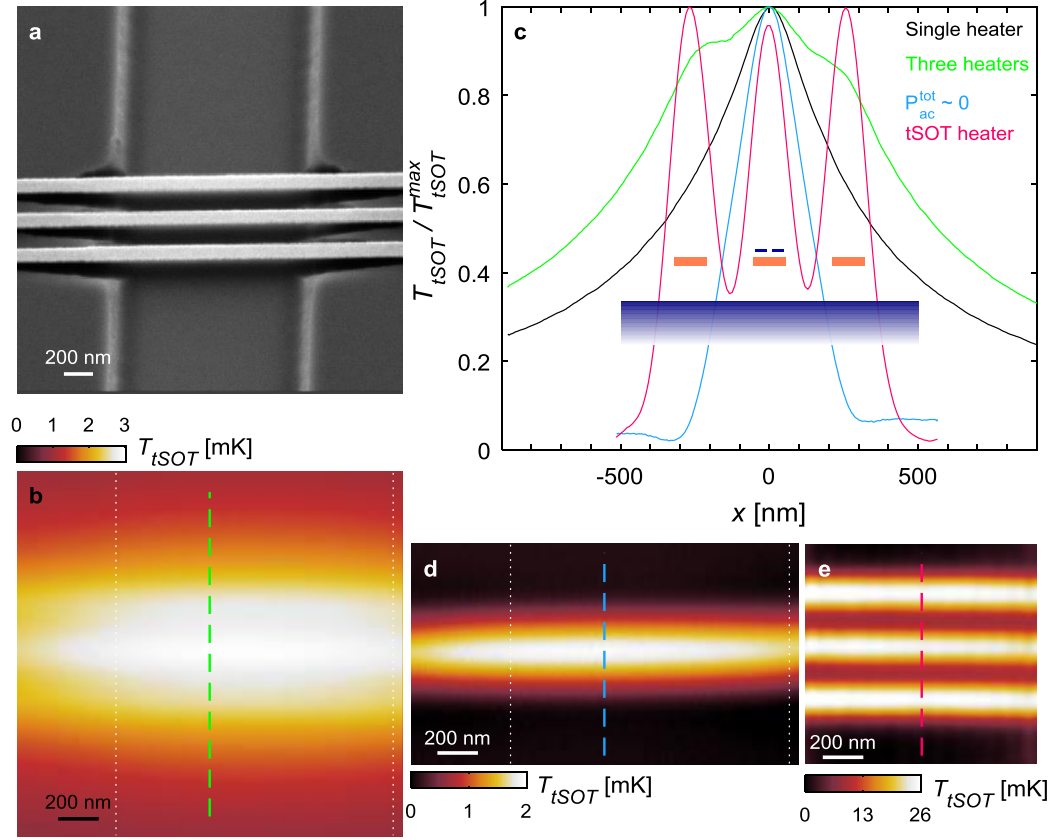 a
200 nm
0 1 2 3
T_tSOT [mK]
b
200 nm
c
Single heater
Three heaters
P_ac^tot ~ 0
tSOT heater
T_tSOT / T_tSOT^max
1
0.8
0.6
0.4
0.2
0
-500 0 500
x [nm]
d
200 nm
0 1 2
T_tSOT [mK]
e
200 nm
0 13 26
T_tSOT [mK]